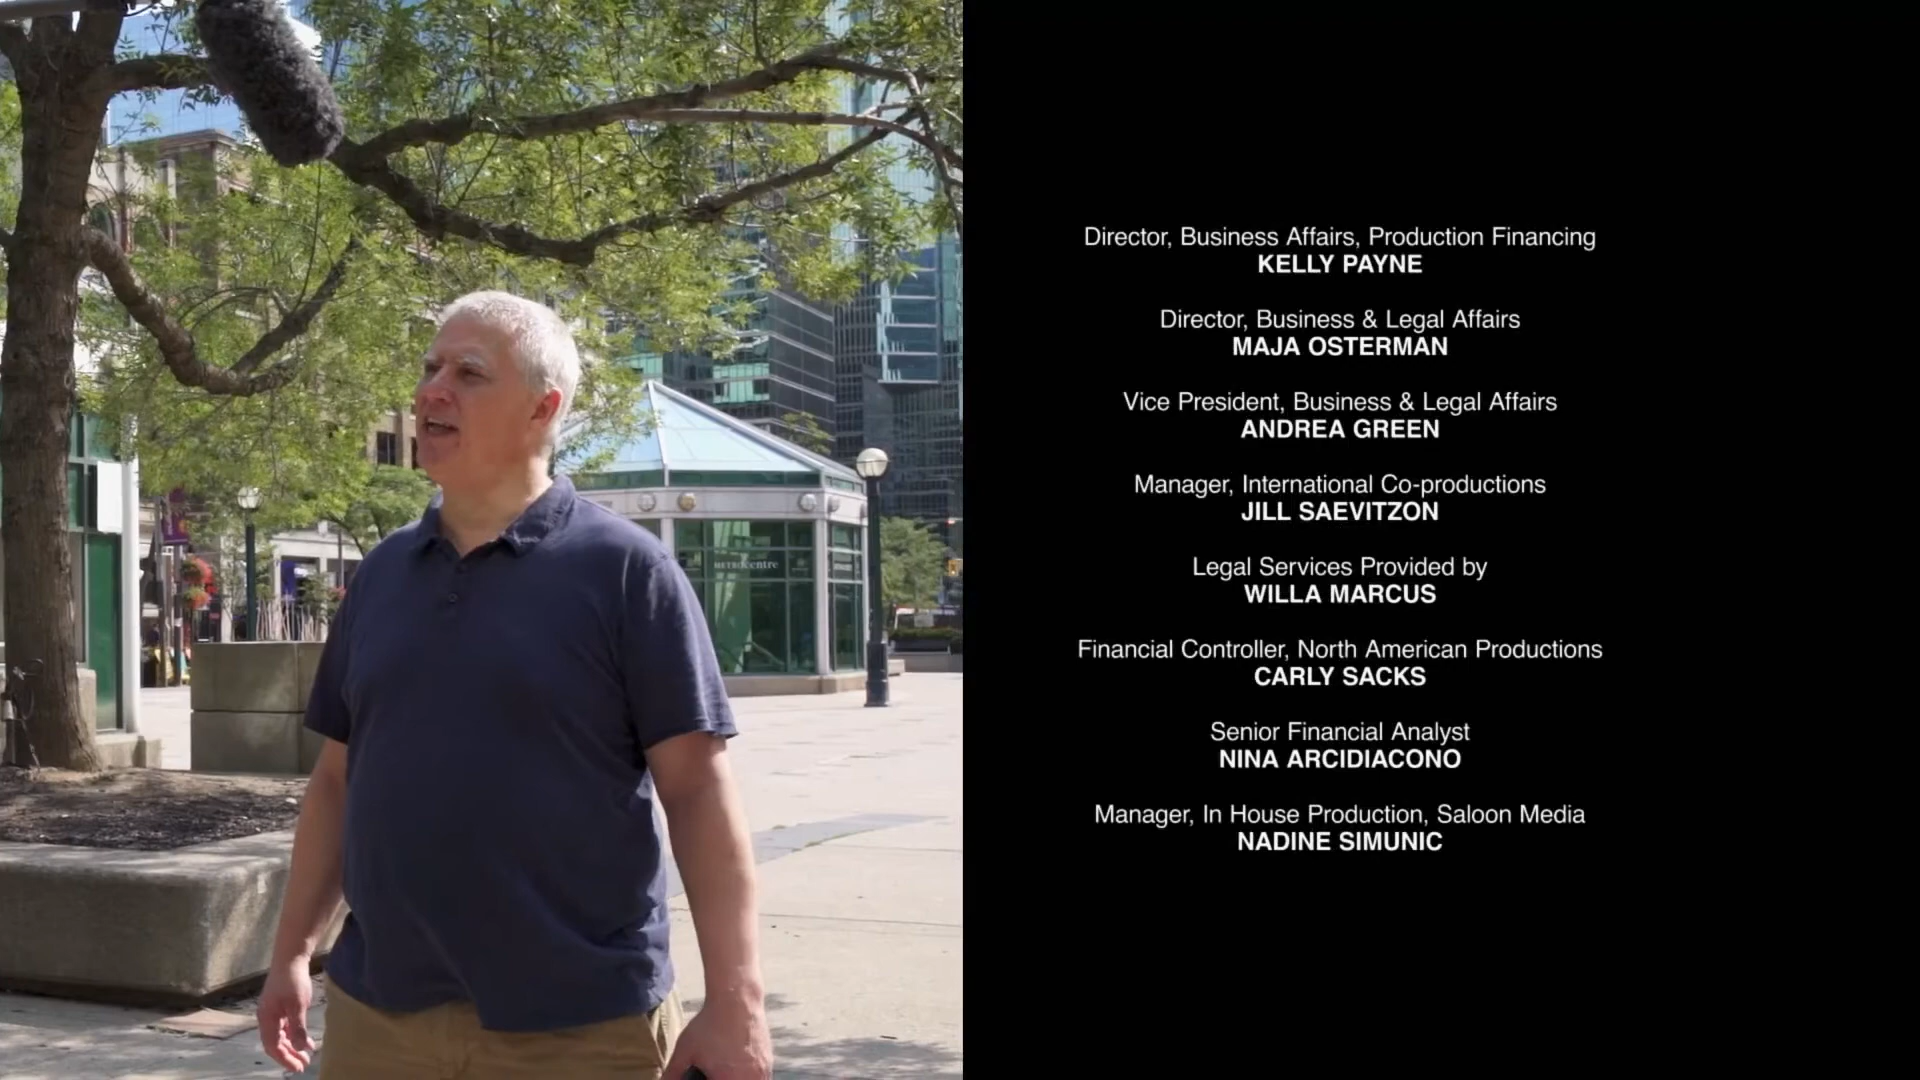 METROcentre
Director, Business Affairs, Production Financing
KELLY PAYNE
Director, Business & Legal Affairs
MAJA OSTERMAN
Vice President, Business & Legal Affairs
ANDREA GREEN
Manager, International Co-productions
JILL SAEVITZON
Legal Services Provided by
WILLA MARCUS
Financial Controller, North American Productions
CARLY SACKS
Senior Financial Analyst
NINA ARCIDIACONO
Manager, In House Production, Saloon Media
NADINE SIMUNIC